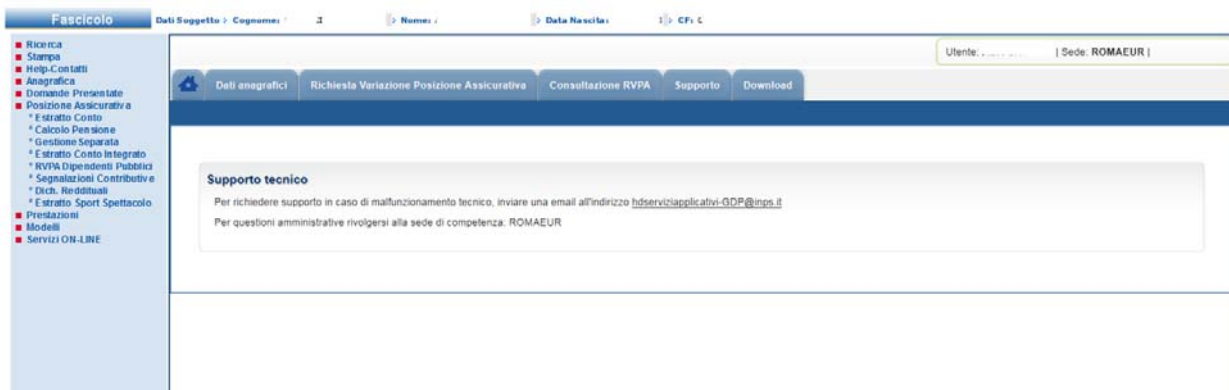 Fascicolo
Dati Soggetto > Cognome: > Nome: > Data Nascita: > CF:
Utente: | Sede: ROMAEUR |
Ricerca
Stampa
Help-Contatti
Anagrafica
Domande Presentate
Posizione Assicurativa
° Estratto Conto
° Calcolo Pensione
° Gestione Separata
° Estratto Conto Integrato
° RVPA Dipendenti Pubblici
° Segnalazioni Contributive
° Dich. Reddituali
° Estratto Sport Spettacolo
Prestazioni
Modelli
Servizi ON-LINE
Dati anagrafici
Richiesta Variazione Posizione Assicurativa
Consultazione RVPA
Supporto
Download
Supporto tecnico
Per richiedere supporto in caso di malfunzionamento tecnico, inviare una email all'indirizzo hdserviziapplicativi-GDP@inps.it
Per questioni amministrative rivolgersi alla sede di competenza: ROMAEUR